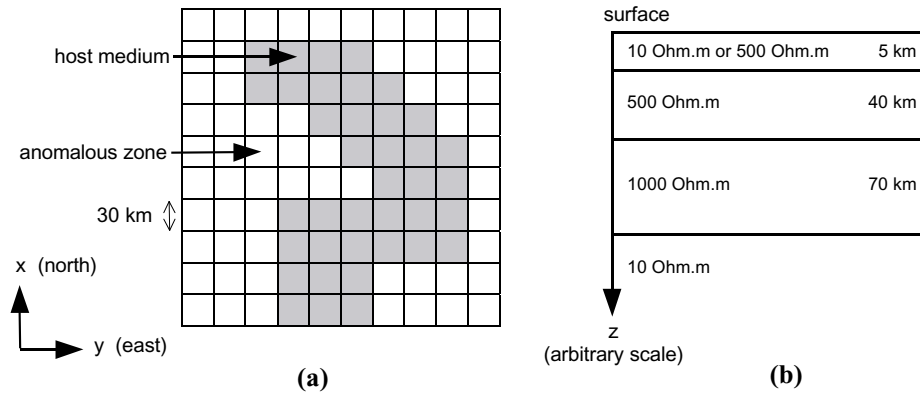 host medium
anomalous zone
30 km
x (north)
y (east)
(a)
surface
10 Ohm.m or 500 Ohm.m 5 km
500 Ohm.m 40 km
1000 Ohm.m 70 km
10 Ohm.m
z
(arbitrary scale)
(b)